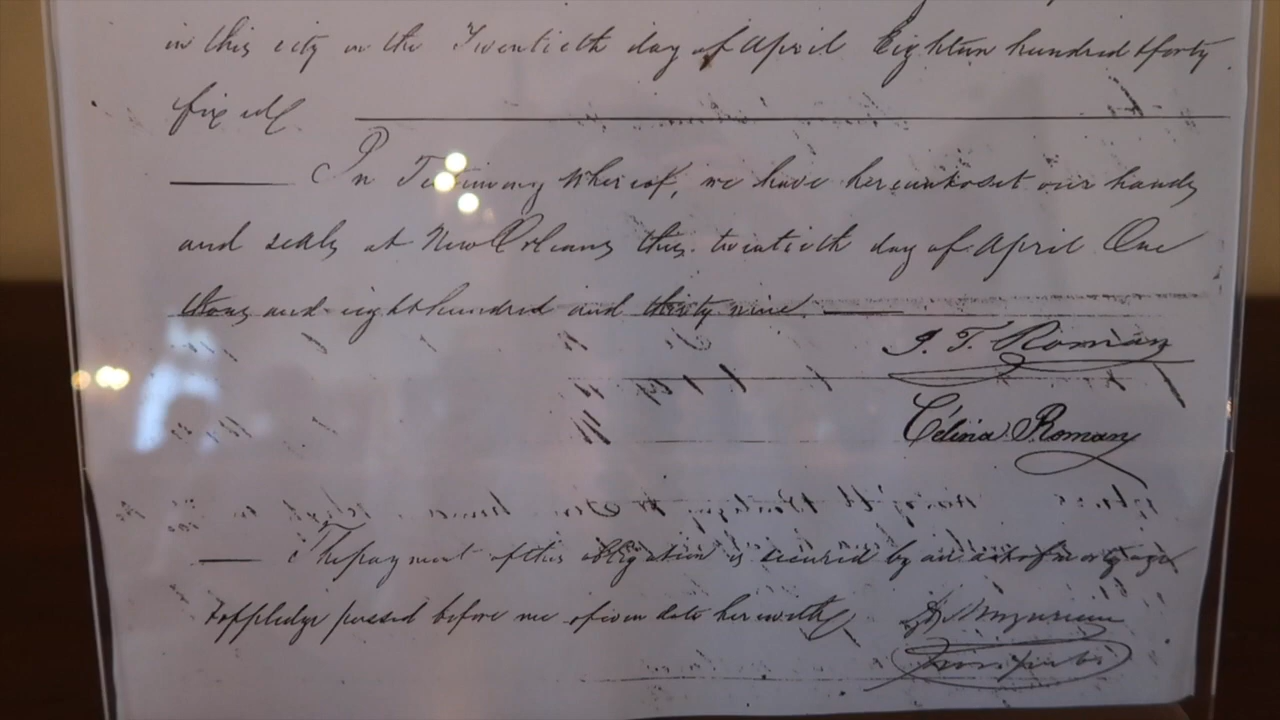 in this city on the Twentieth day of April Eighteen hundred & forty
In Testimony Whereof, we have hereunto set our hands
and seals at New Orleans this twentieth day of April One
thousand eight hundred and thirty nine.
J. T. Roman
Célina Roman
The payment of this obligation is secured by an act of mortgage
& of pledge passed before me of even date herewith